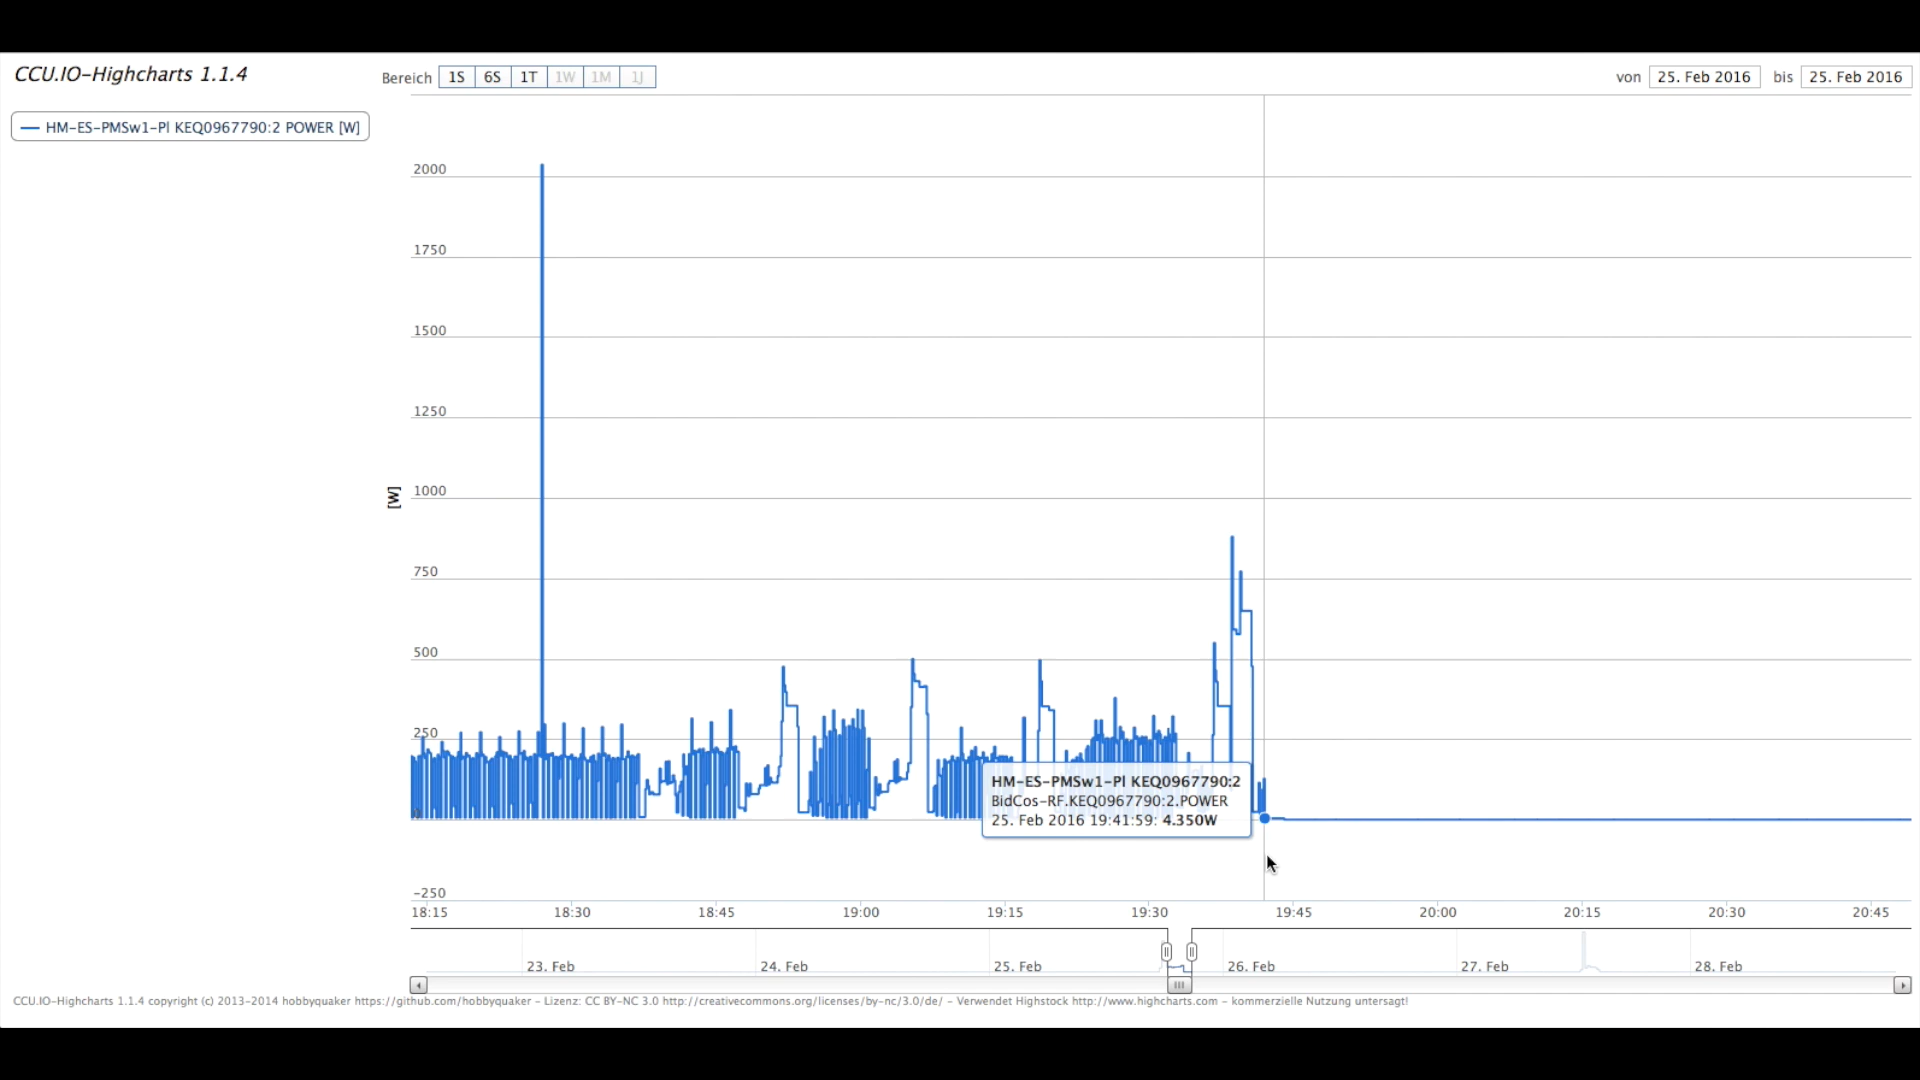 CCU.IO-Highcharts 1.1.4
Bereich 1S 6S 1T 1W 1M 1J
von 25. Feb 2016 bis 25. Feb 2016
HM-ES-PMSw1-Pl KEQ0967790:2 POWER [W]
2000
1750
1500
1250
1000
[W]
750
500
250
HM-ES-PMSw1-Pl KEQ0967790:2
BidCos-RF.KEQ0967790:2.POWER
25. Feb 2016 19:41:59: 4.350W
-250
18:15 18:30 18:45 19:00 19:15 19:30 19:45 20:00 20:15 20:30 20:45
23. Feb 24. Feb 25. Feb 26. Feb 27. Feb 28. Feb
CCU.IO-Highcharts 1.1.4 copyright (c) 2013-2014 hobbyquaker https://github.com/hobbyquaker - Lizenz: CC BY-NC 3.0 http://creativecommons.org/licenses/by-nc/3.0/de/ - Verwendet Highstock http://www.highcharts.com - kommerzielle Nutzung untersagt!